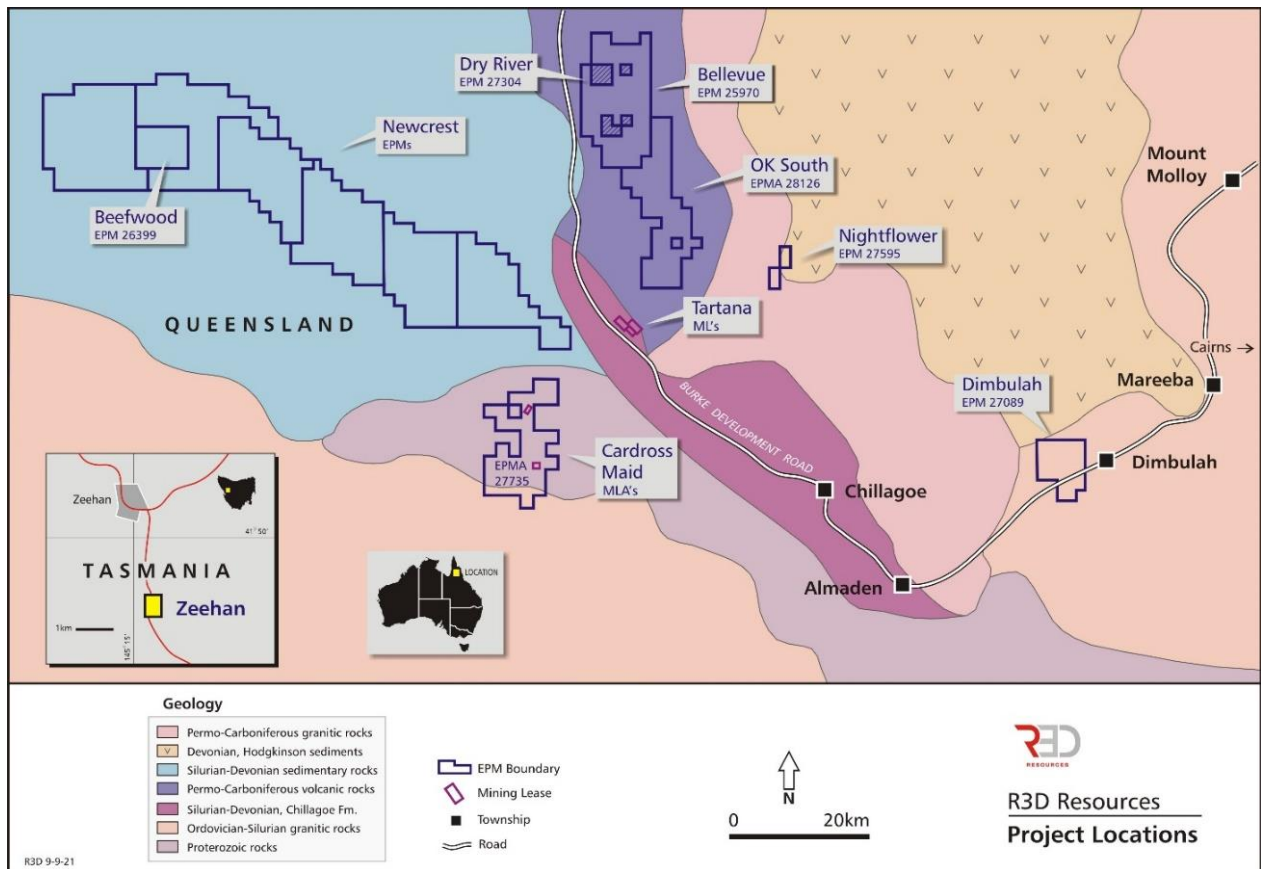 Dry River
EPM 27304
Bellevue
EPM 25970
Newcrest
EPMs
Beefwood
EPM 26399
OK South
EPMA 28126
Mount
Molloy
Nightflower
EPM 27595
QUEENSLAND
Tartana
ML's
Cairns →
Mareeba
Dimbulah
EPM 27089
Dimbulah
BURKE DEVELOPMENT ROAD
EPMA
27735
Cardross
Maid
MLA's
Chillagoe
Almaden
Zeehan
41°50'
TASMANIA
Zeehan
1km
145°15'
LOCATION
Geology
Permo-Carboniferous granitic rocks
V Devonian, Hodgkinson sediments
Silurian-Devonian sedimentary rocks
Permo-Carboniferous volcanic rocks
Silurian-Devonian, Chillagoe Fm.
Ordovician-Silurian granitic rocks
Proterozoic rocks
EPM Boundary
Mining Lease
Township
Road
N
0 20km
R3D
RESOURCES
R3D Resources
Project Locations
R3D 9-9-21